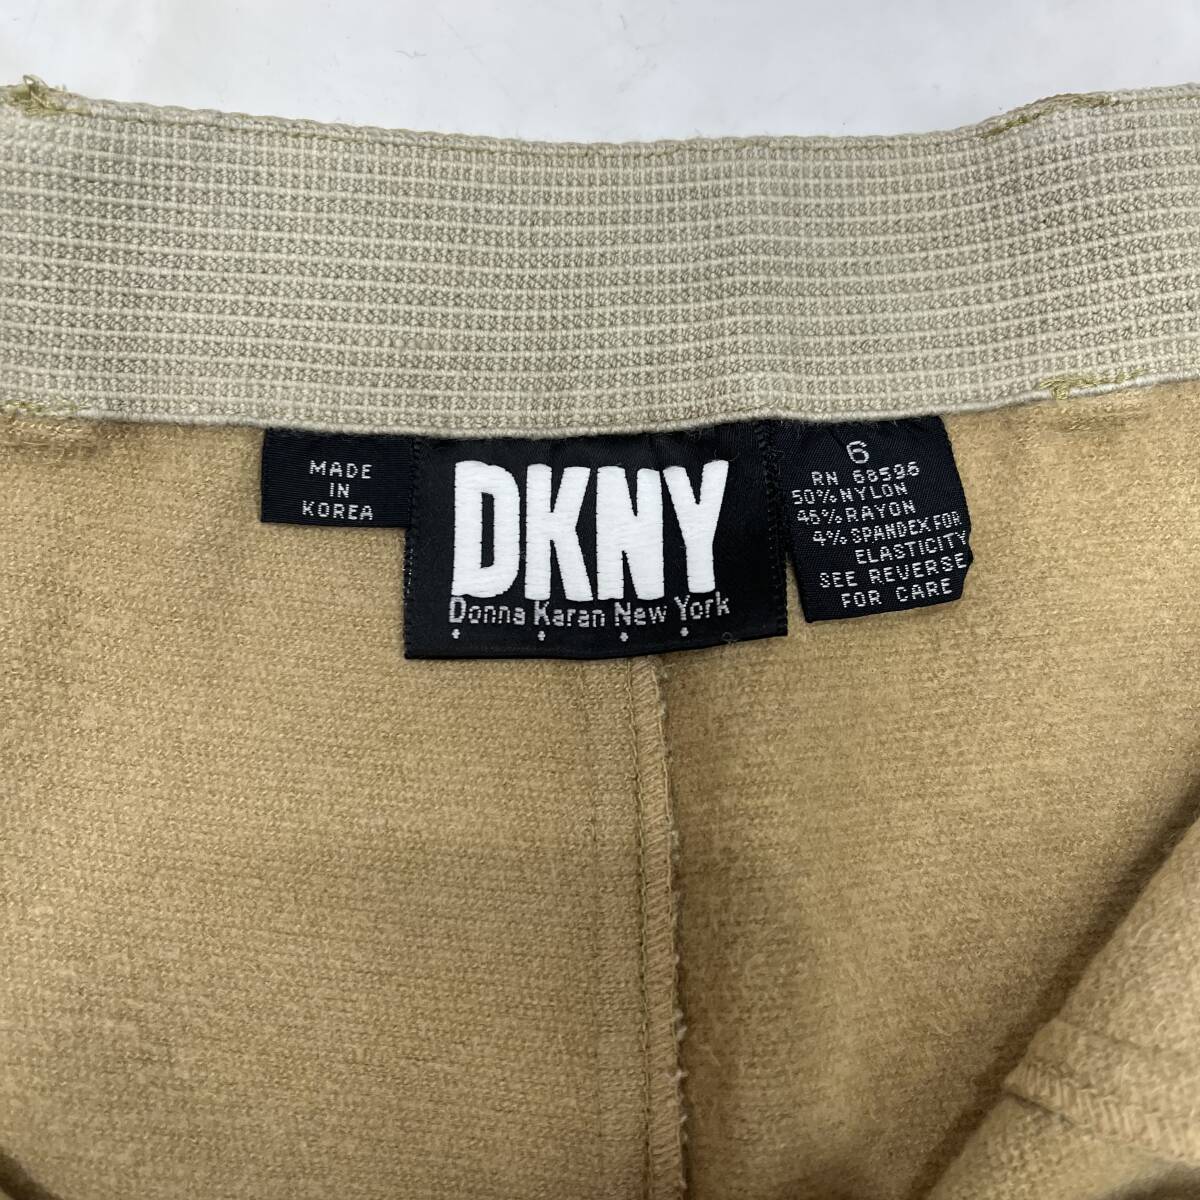 MADE
IN
KOREA
DKNY
Donna Karan New York
6
RN 68596
50% NYLON
46% RAYON
4% SPANDEX FOR
ELASTICITY
SEE REVERSE
FOR CARE